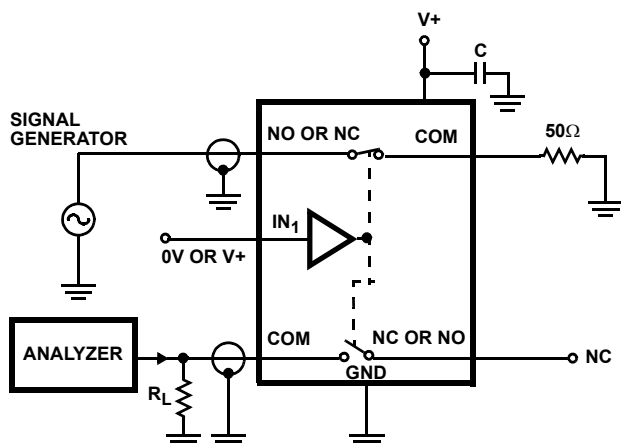 V+
C
SIGNAL
GENERATOR
NO OR NC
COM
50Ω
IN1
0V OR V+
COM
NC OR NO
ANALYZER
NC
GND
RL